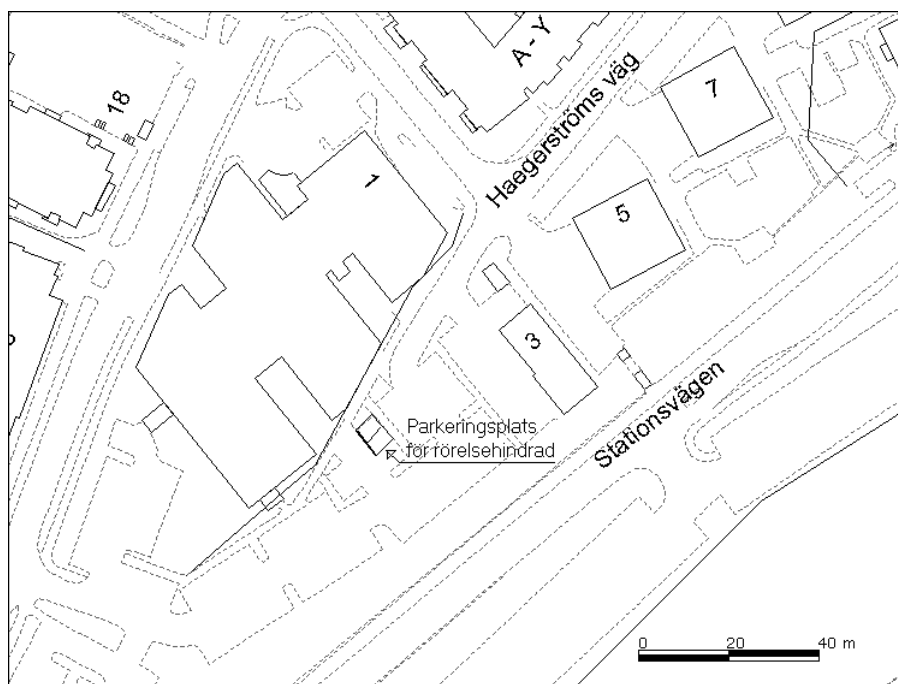 A - Y
Haegerströms väg
18
7
1
5
3
Parkeringsplats
för rörelsehindrad
Stationsvägen
0 20 40 m